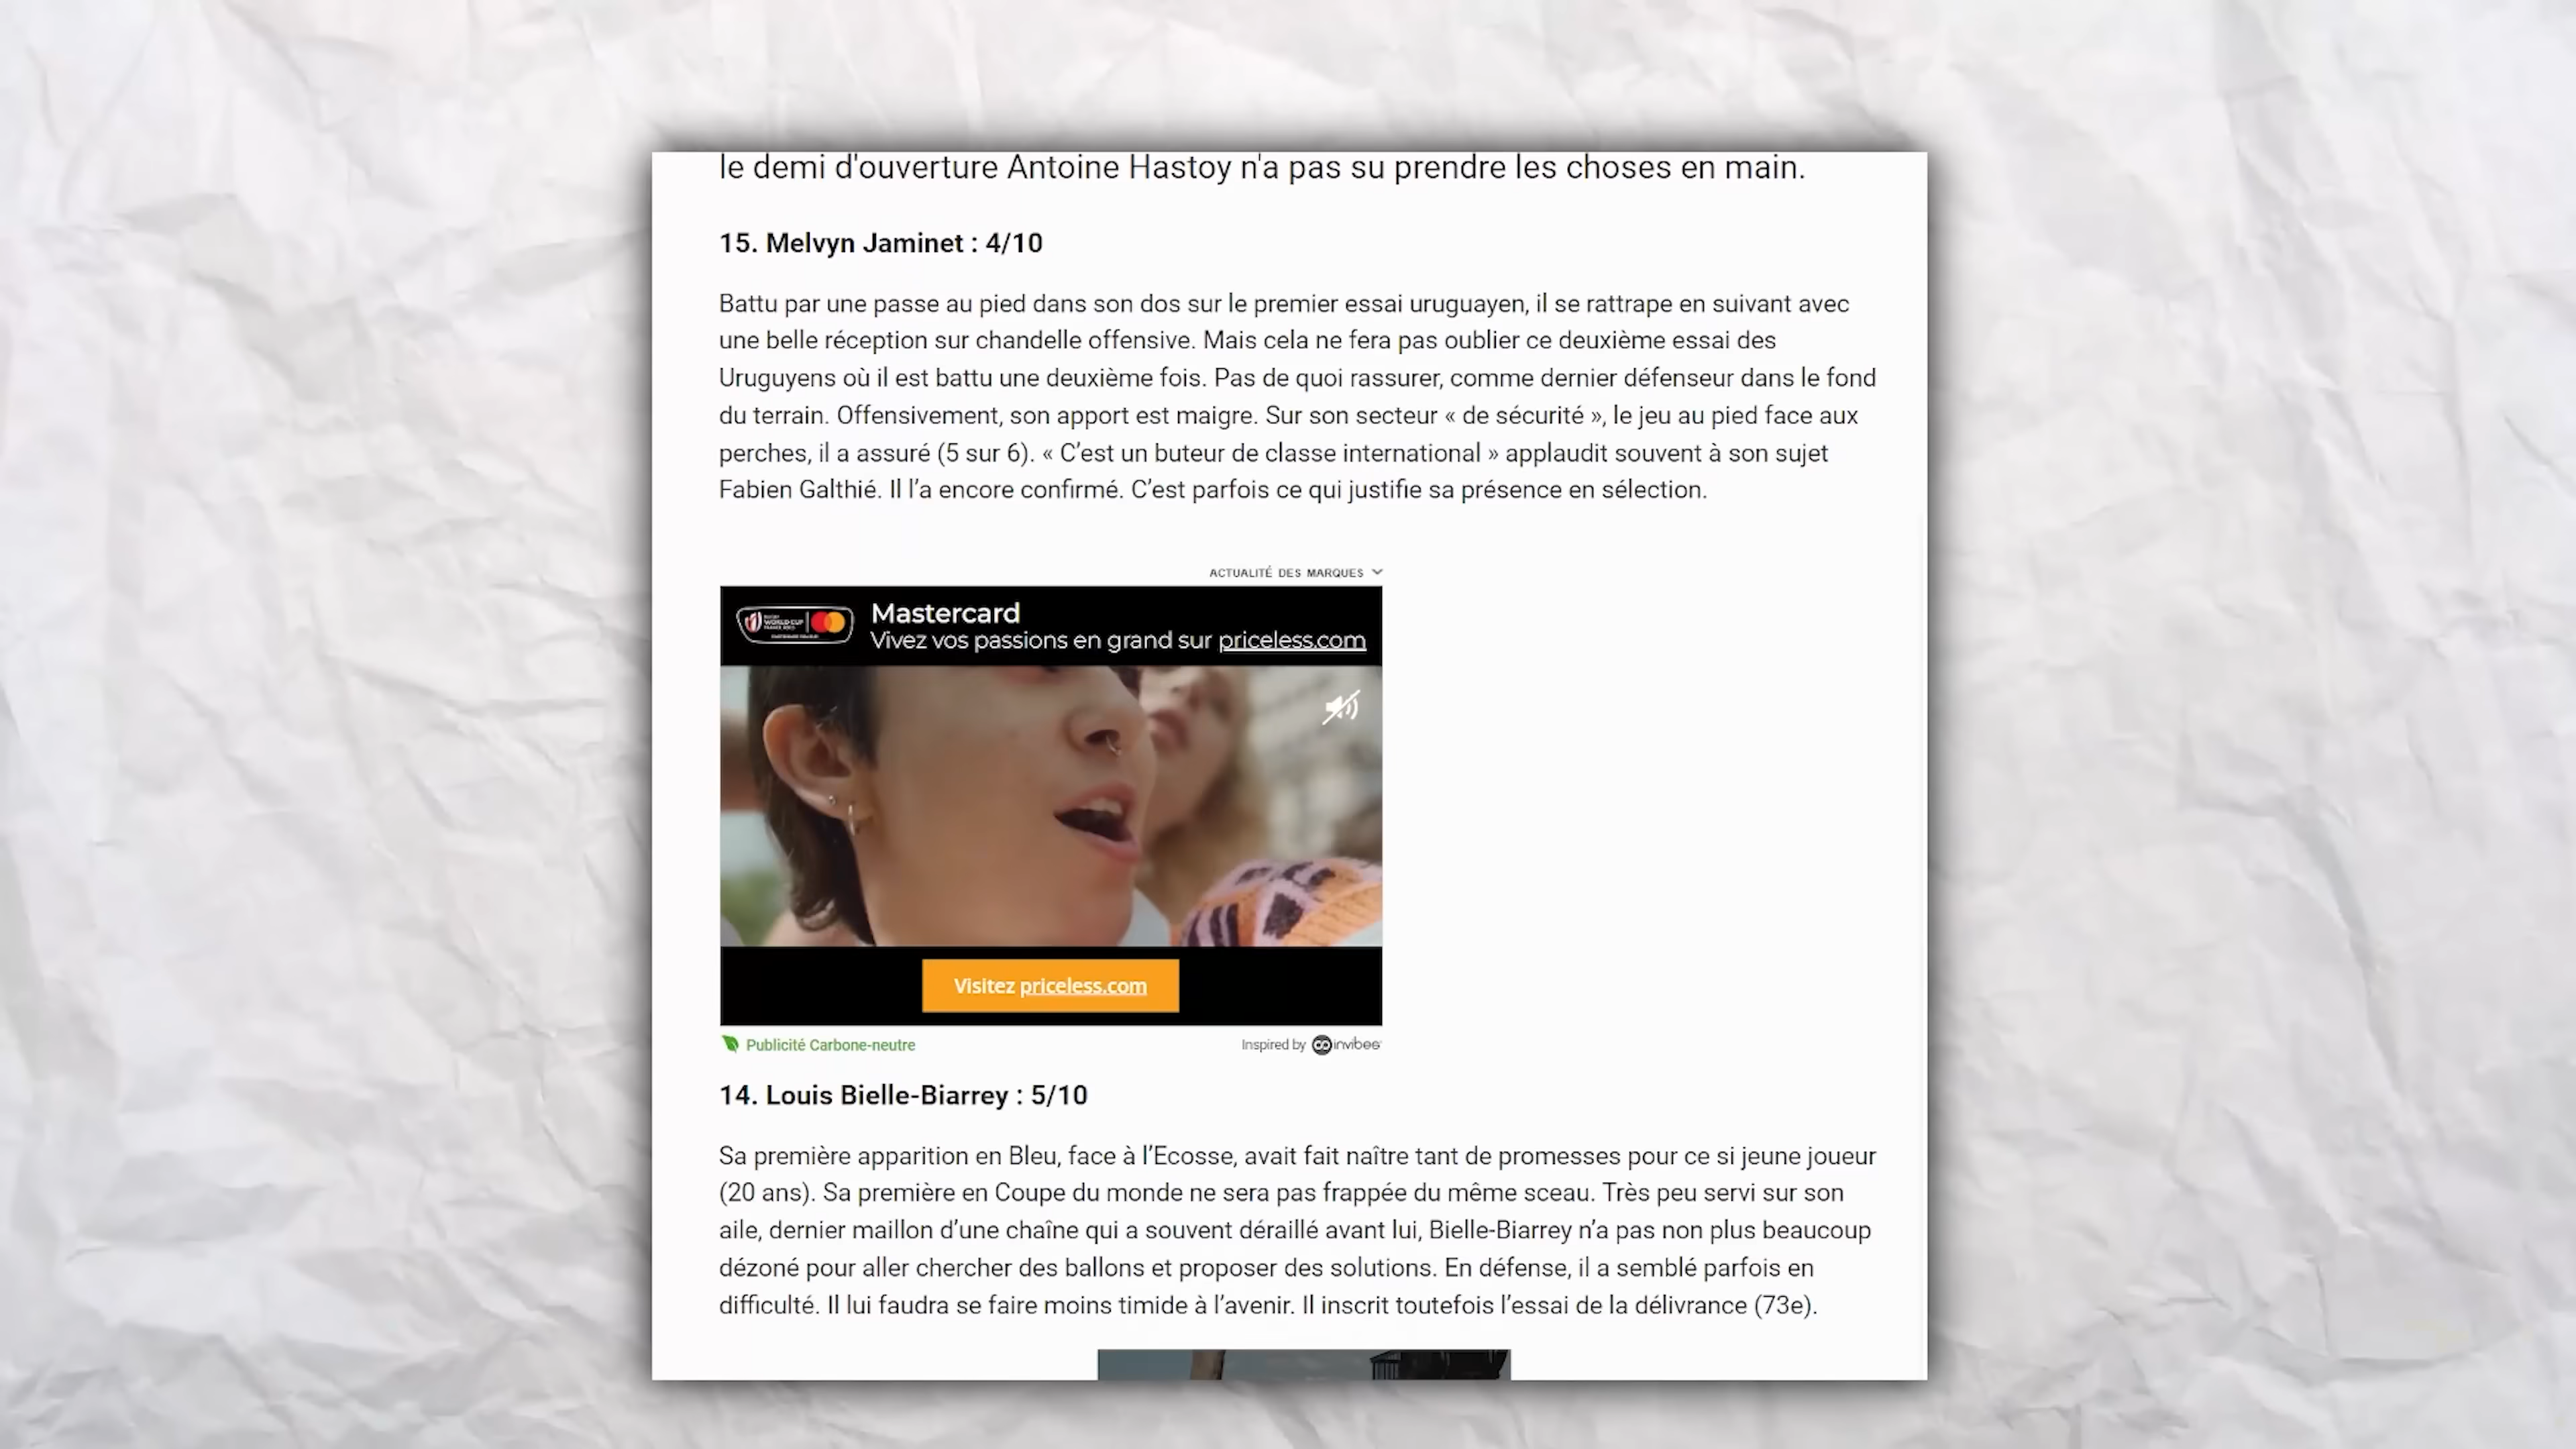 le demi d'ouverture Antoine Hastoy n'a pas su prendre les choses en main.
15. Melvyn Jaminet : 4/10
Battu par une passe au pied dans son dos sur le premier essai uruguayen, il se rattrape en suivant avec
une belle réception sur chandelle offensive. Mais cela ne fera pas oublier ce deuxième essai des
Uruguyens où il est battu une deuxième fois. Pas de quoi rassurer, comme dernier défenseur dans le fond
du terrain. Offensivement, son apport est maigre. Sur son secteur « de sécurité », le jeu au pied face aux
perches, il a assuré (5 sur 6). « C’est un buteur de classe international » applaudit souvent à son sujet
Fabien Galthié. Il l’a encore confirmé. C’est parfois ce qui justifie sa présence en sélection.
ACTUALITÉ DES MARQUES
Mastercard
Vivez vos passions en grand sur priceless.com
Visitez priceless.com
Publicité Carbone-neutre
Inspired by invibes
14. Louis Bielle-Biarrey : 5/10
Sa première apparition en Bleu, face à l’Ecosse, avait fait naître tant de promesses pour ce si jeune joueur
(20 ans). Sa première en Coupe du monde ne sera pas frappée du même sceau. Très peu servi sur son
aile, dernier maillon d’une chaîne qui a souvent déraillé avant lui, Bielle-Biarrey n’a pas non plus beaucoup
dézoné pour aller chercher des ballons et proposer des solutions. En défense, il a semblé parfois en
difficulté. Il lui faudra se faire moins timide à l’avenir. Il inscrit toutefois l’essai de la délivrance (73e).